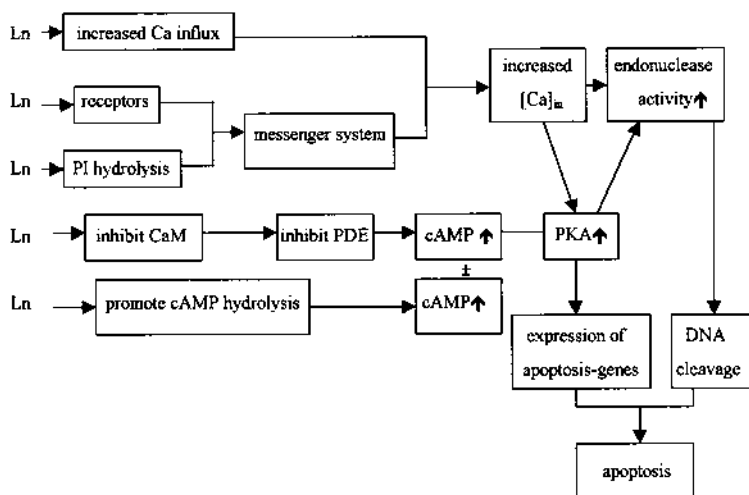 Ln
increased Ca influx
increased
[Ca]in
endonuclease
activity↑
Ln
receptors
messenger system
Ln
PI hydrolysis
Ln
inhibit CaM
inhibit PDE
cAMP ↑
PKA↑
±
Ln
promote cAMP hydrolysis
cAMP↑
expression of
apoptosis-genes
DNA
cleavage
apoptosis